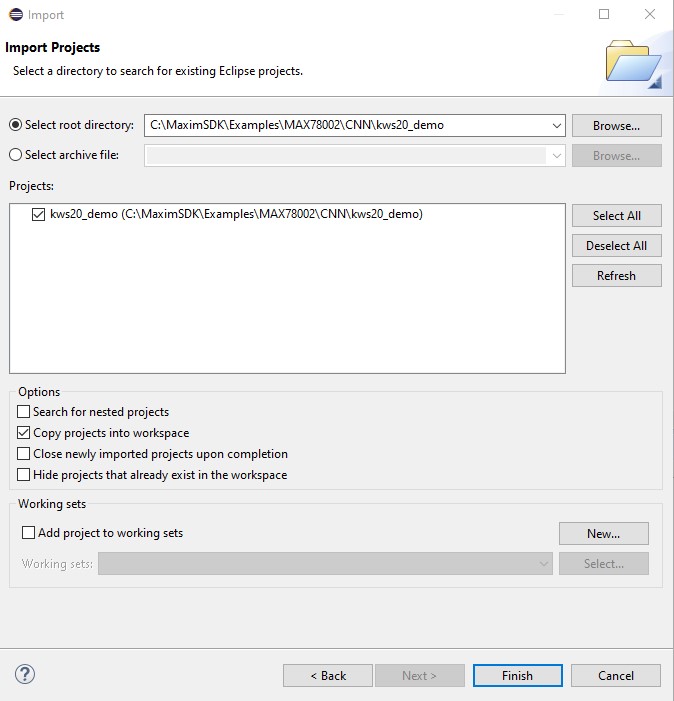 Import
Import Projects
Select a directory to search for existing Eclipse projects.
Select root directory: C:\MaximSDK\Examples\MAX78002\CNN\kws20_demo Browse...
Select archive file: Browse...
Projects:
kws20_demo (C:\MaximSDK\Examples\MAX78002\CNN\kws20_demo) Select All
Deselect All
Refresh
Options
Search for nested projects
Copy projects into workspace
Close newly imported projects upon completion
Hide projects that already exist in the workspace
Working sets
Add project to working sets New...
Working sets: Select...
? < Back Next > Finish Cancel